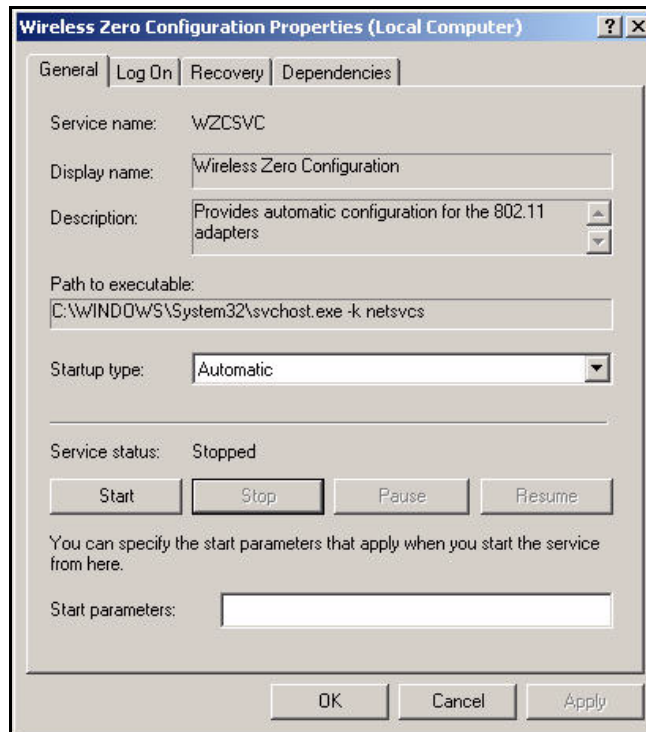 Wireless Zero Configuration Properties (Local Computer)
General Log On Recovery Dependencies
Service name: WZCSVC
Display name: Wireless Zero Configuration
Description: Provides automatic configuration for the 802.11
adapters
Path to executable:
C:\WINDOWS\System32\svchost.exe -k netsvcs
Startup type: Automatic
Service status: Stopped
Start Stop Pause Resume
You can specify the start parameters that apply when you start the service
from here.
Start parameters:
OK Cancel Apply